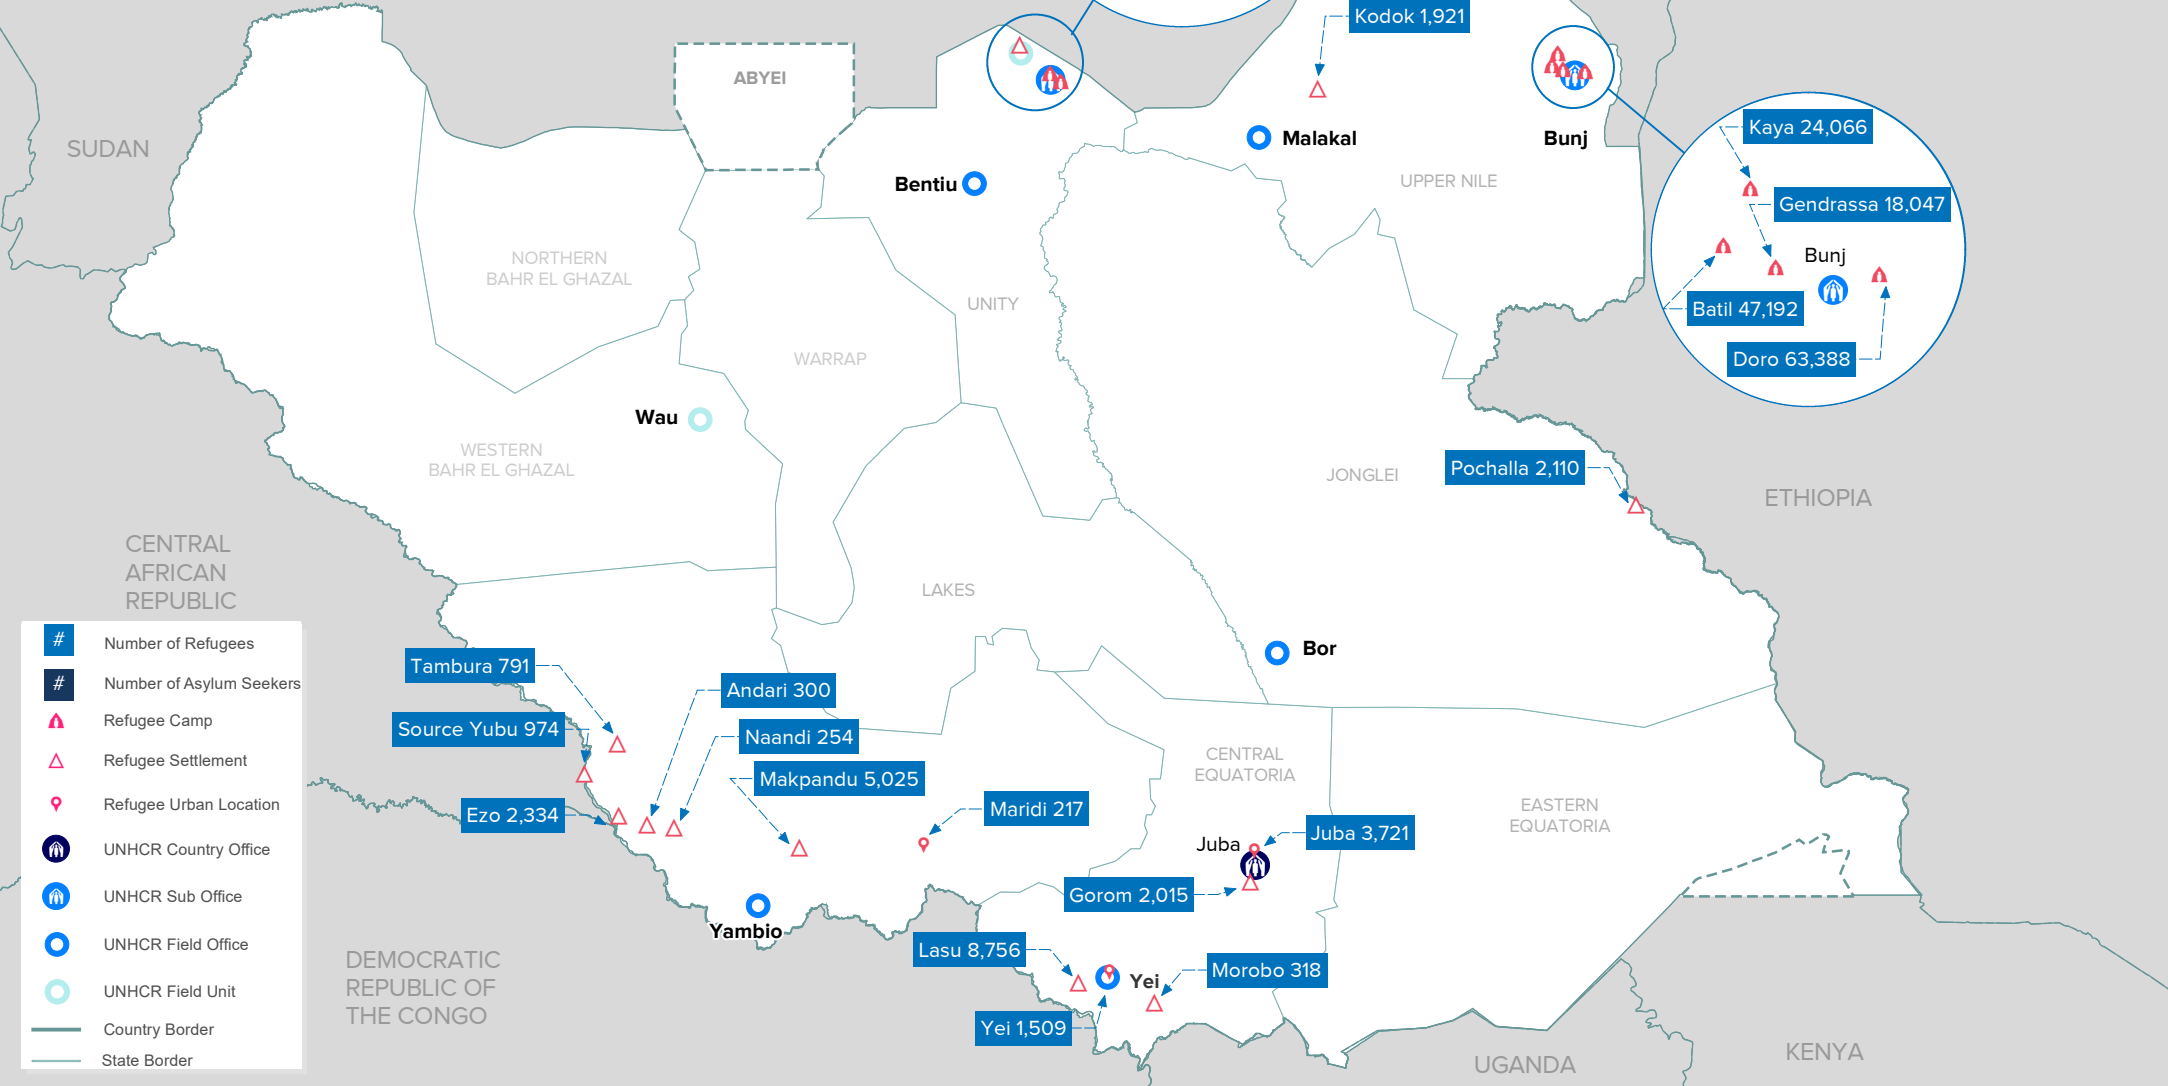 Kodok 1,921
ABYEI
SUDAN
Malakal
Bunj
Kaya 24,066
Bentiu
UPPER NILE
Gendrassa 18,047
NORTHERN
BAHR EL GHAZAL
Bunj
UNITY
Batil 47,192
WARRAP
Doro 63,388
Wau
WESTERN
BAHR EL GHAZAL
JONGLEI
Pochalla 2,110
ETHIOPIA
CENTRAL
AFRICAN
REPUBLIC
LAKES
Bor
Tambura 791
Andari 300
Source Yubu 974
Naandi 254
Makpandu 5,025
CENTRAL
EQUATORIA
Ezo 2,334
Maridi 217
EASTERN
EQUATORIA
Juba
Juba 3,721
Gorom 2,015
Yambio
Lasu 8,756
Yei
Morobo 318
Yei 1,509
DEMOCRATIC
REPUBLIC OF
THE CONGO
UGANDA
KENYA
# Number of Refugees
# Number of Asylum Seekers
Refugee Camp
Refugee Settlement
Refugee Urban Location
UNHCR Country Office
UNHCR Sub Office
UNHCR Field Office
UNHCR Field Unit
Country Border
State Border